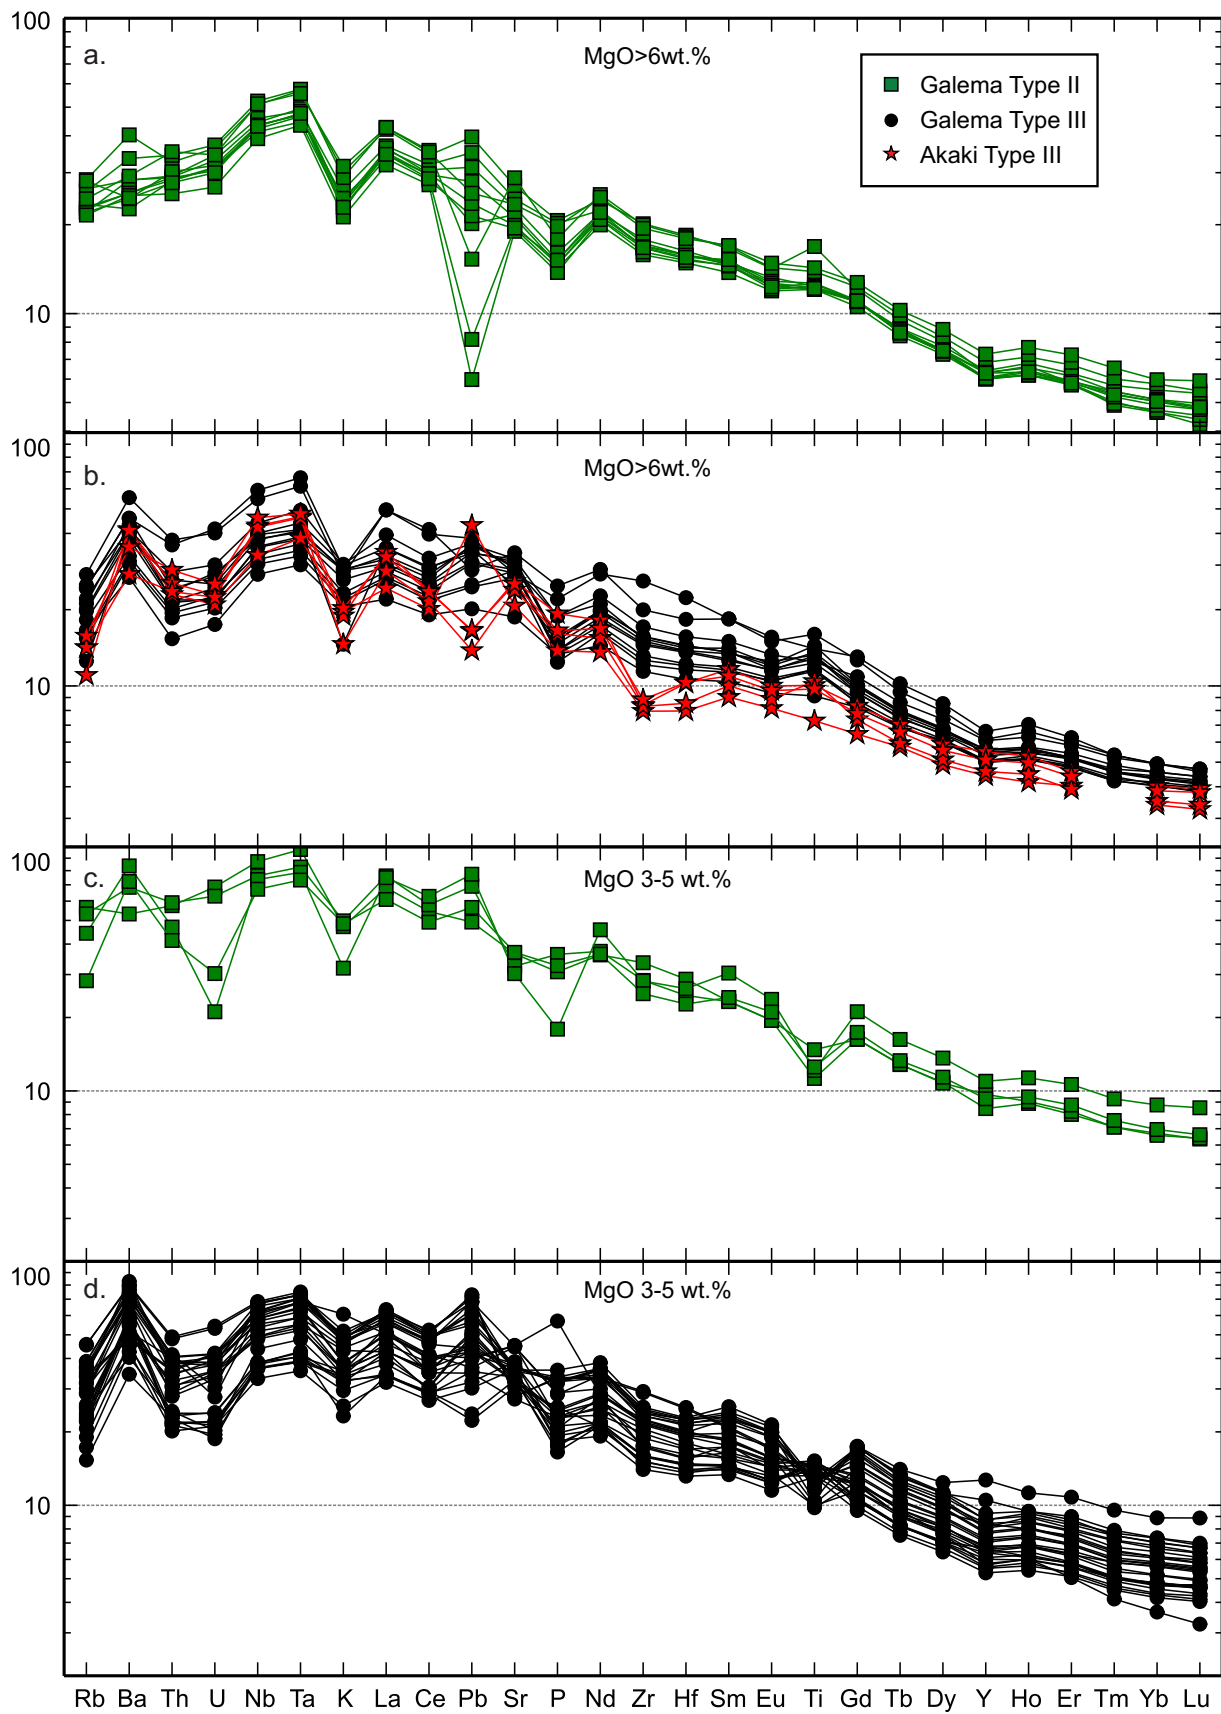 100
a.
MgO>6wt.%
Galema Type II
Galema Type III
Akaki Type III
10
100
b.
MgO>6wt.%
10
100
c.
MgO 3-5 wt.%
10
100
d.
MgO 3-5 wt.%
10
Rb Ba Th U Nb Ta K La Ce Pb Sr P Nd Zr Hf Sm Eu Ti Gd Tb Dy Y Ho Er Tm Yb Lu